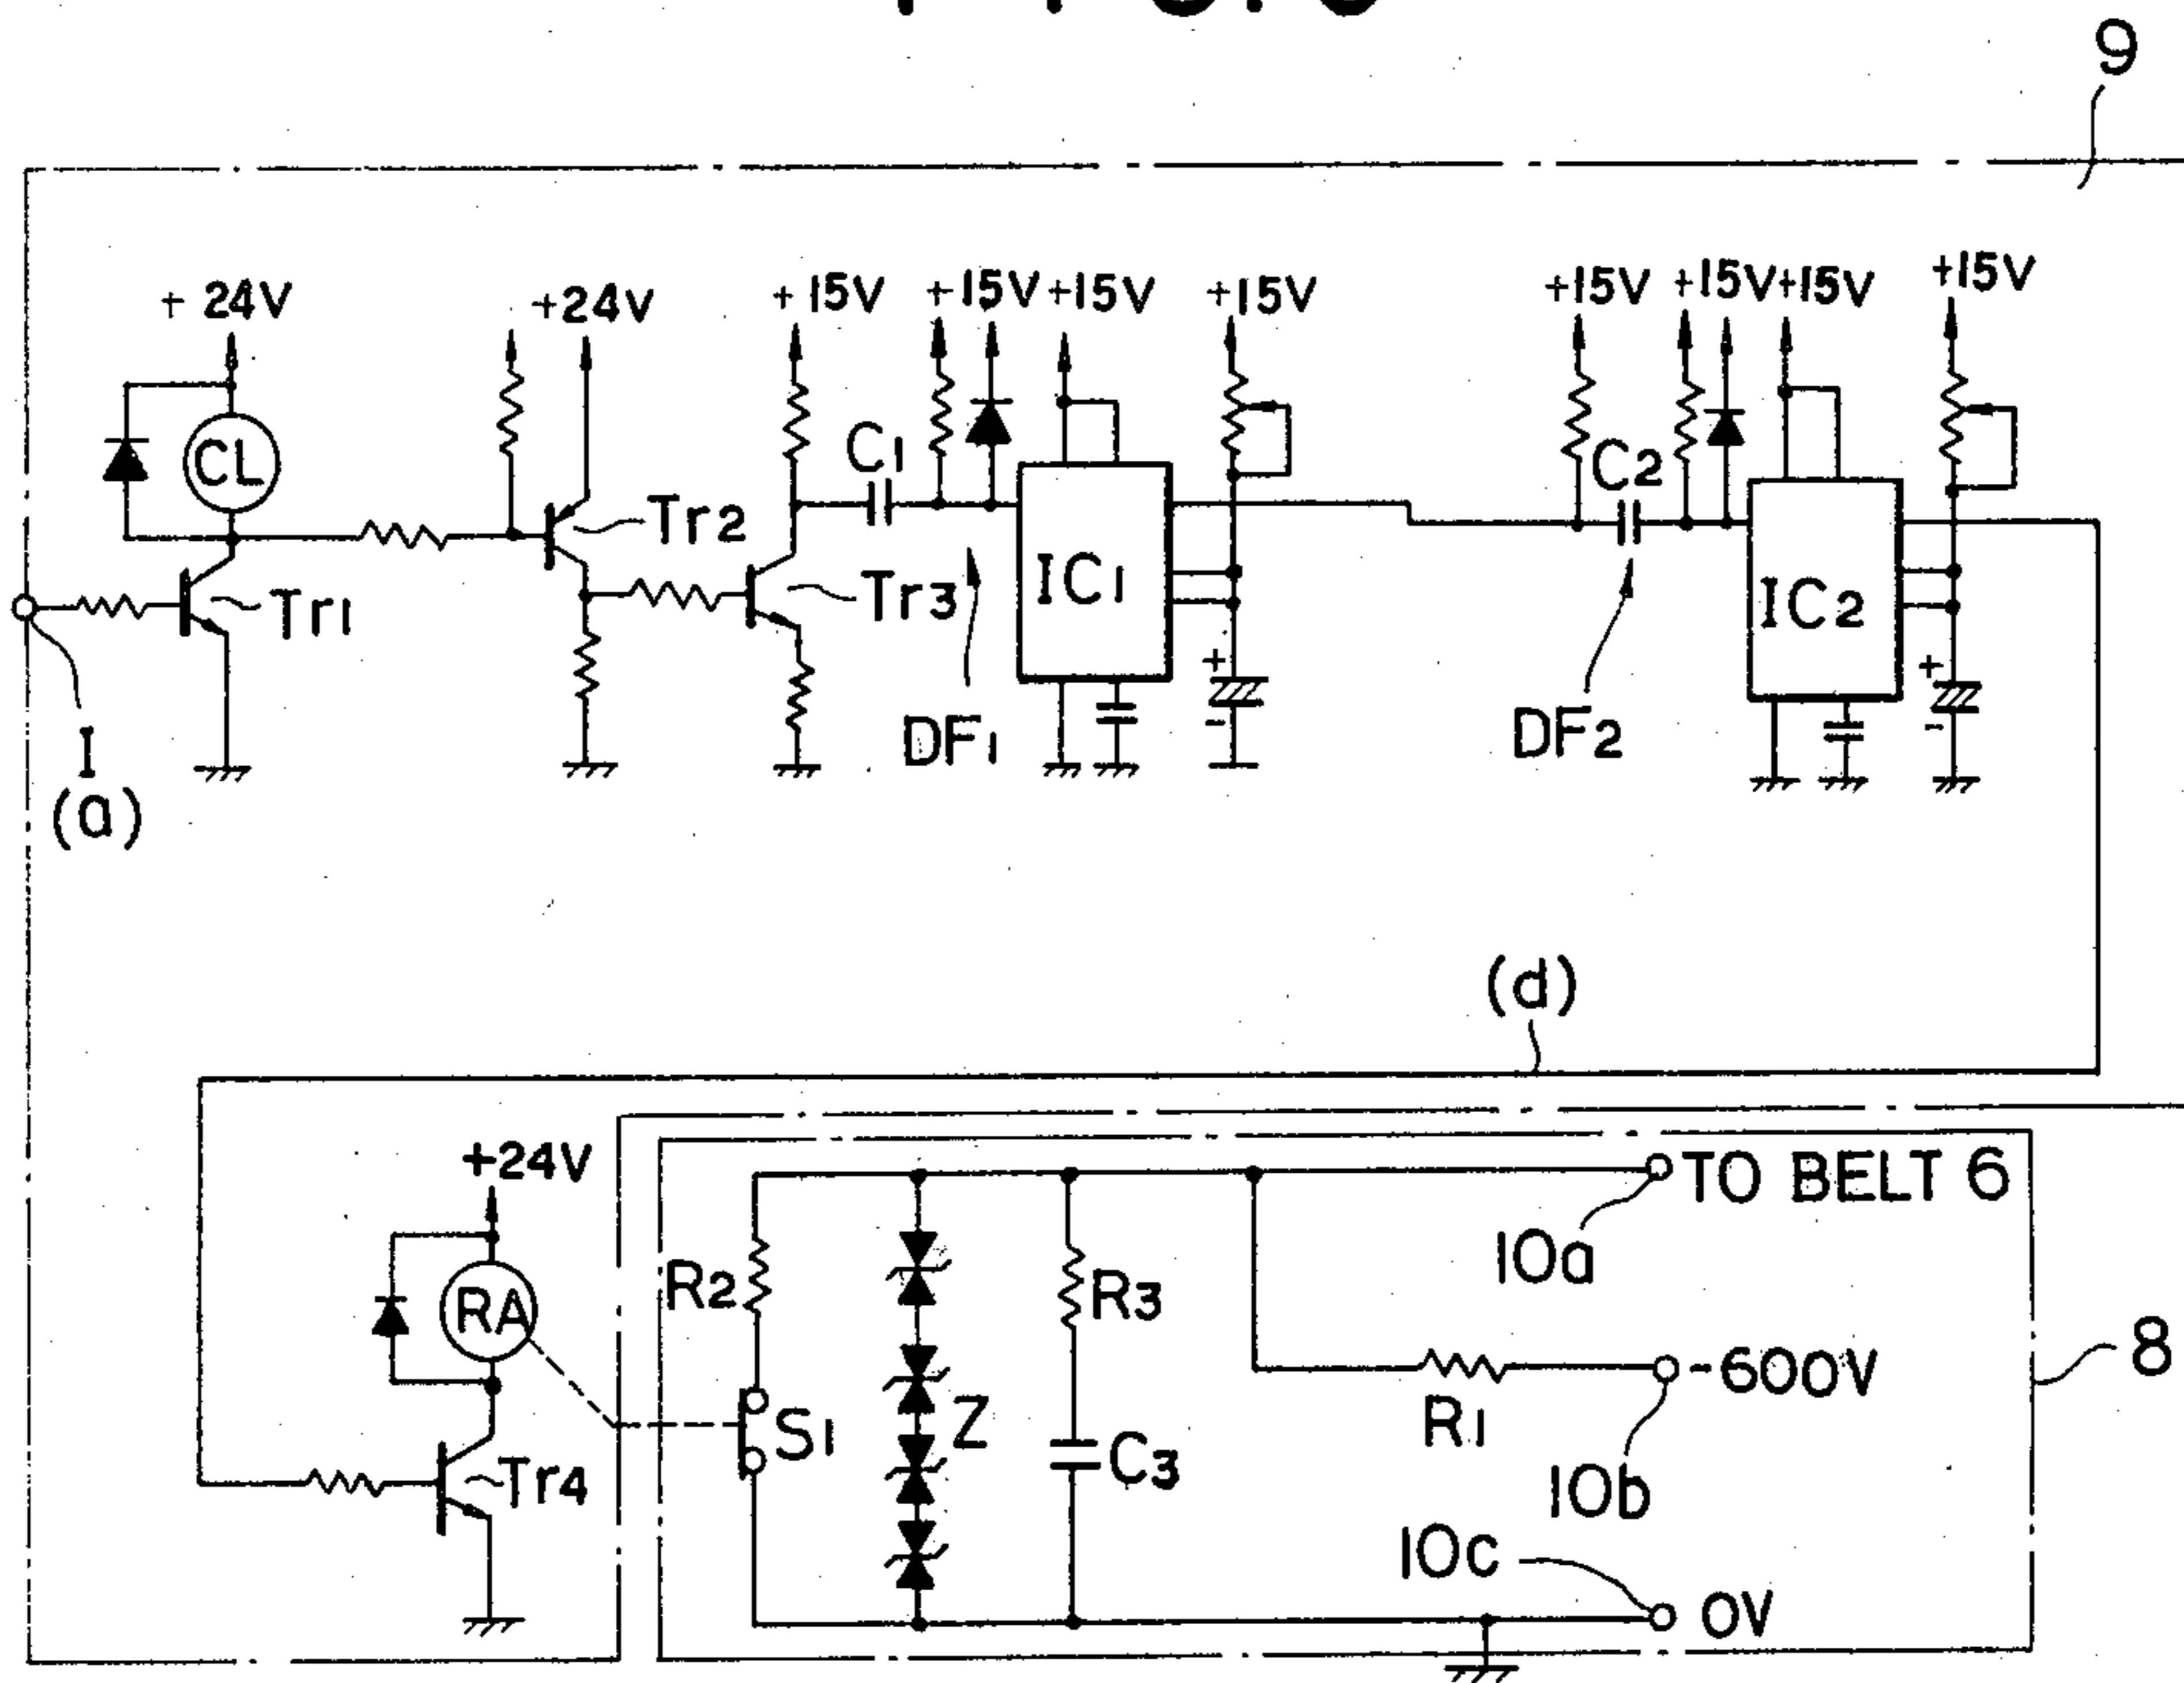 9
+24V
+24V
+15V
+15V
+15V
+15V
+15V
+15V
+15V
+15V
CL
C1
C2
Tr2
Tr1
Tr3
IC1
IC2
+
-
+
-
I
(a)
DF1
DF2
(d)
+24V
TO BELT 6
10a
RA
R2
R3
-600V
8
S1
Z
R1
C3
10b
Tr4
10c
0V